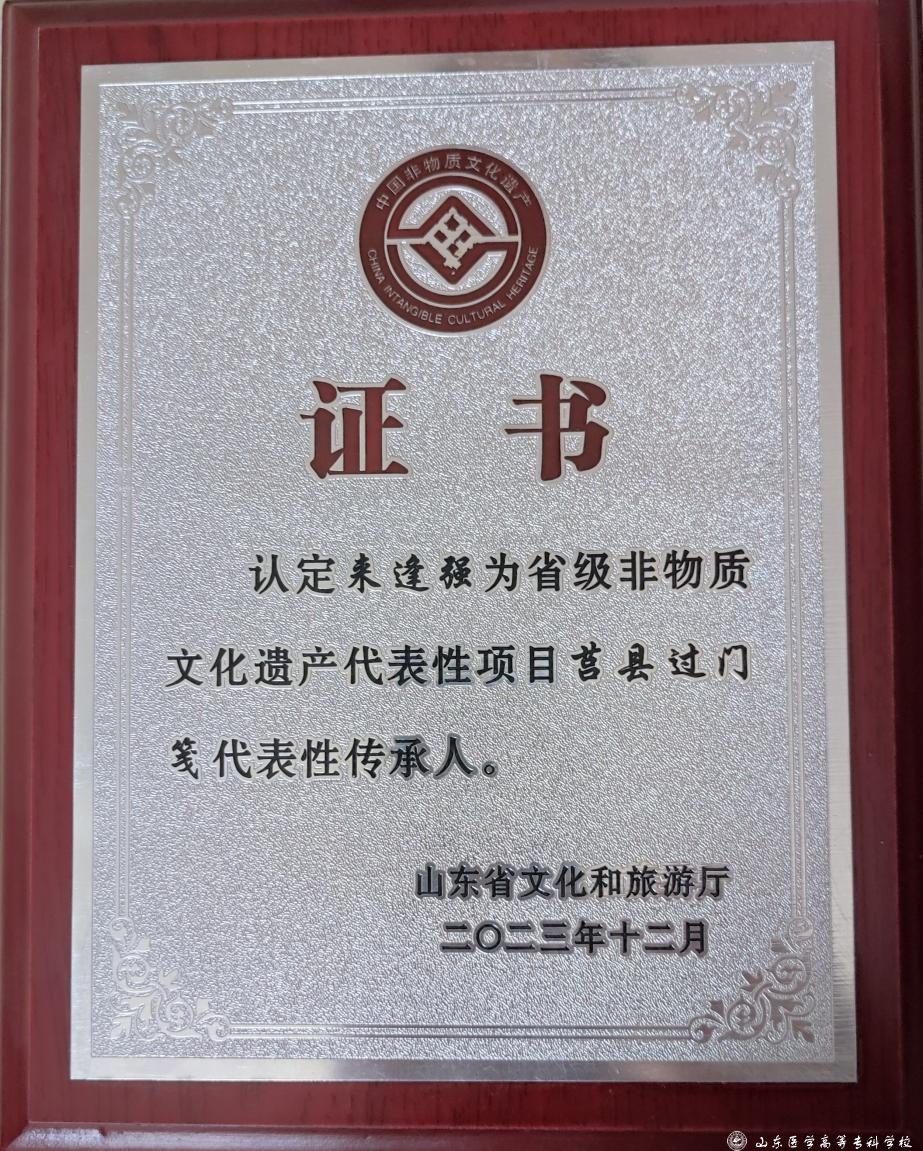 中国非物质文化遗产
CHINA INTANGIBLE CULTURAL HERITAGE
证书
认定来逢强为省级非物质
文化遗产代表性项目莒县过门
笺代表性传承人。
山东省文化和旅游厅
二〇二三年十二月
山东医学高等专科学校